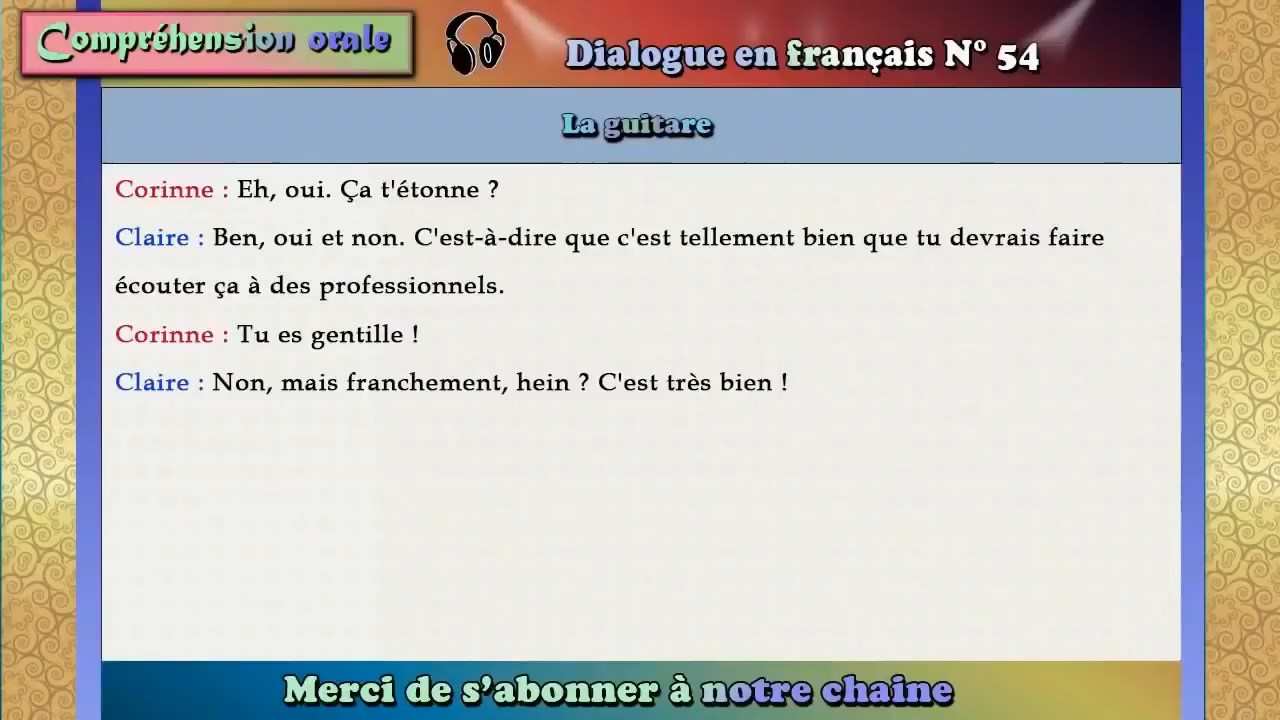 Compréhension orale
Dialogue en français N° 54
La guitare
Corinne : Eh, oui. Ça t'étonne ?
Claire : Ben, oui et non. C'est-à-dire que c'est tellement bien que tu devrais faire
écouter ça à des professionnels.
Corinne : Tu es gentille !
Claire : Non, mais franchement, hein ? C'est très bien !
Merci de s’abonner à notre chaine